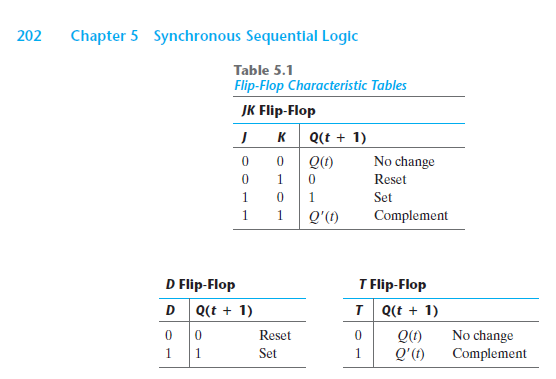 202 Chapter 5 Synchronous Sequential Logic
Table 5.1
Flip-Flop Characteristic Tables
JK Flip-Flop
J K Q(t + 1)
0 0 Q(t) No change
0 1 0 Reset
1 0 1 Set
1 1 Q'(t) Complement
D Flip-Flop
D Q(t + 1)
0 0 Reset
1 1 Set
T Flip-Flop
T Q(t + 1)
0 Q(t) No change
1 Q'(t) Complement